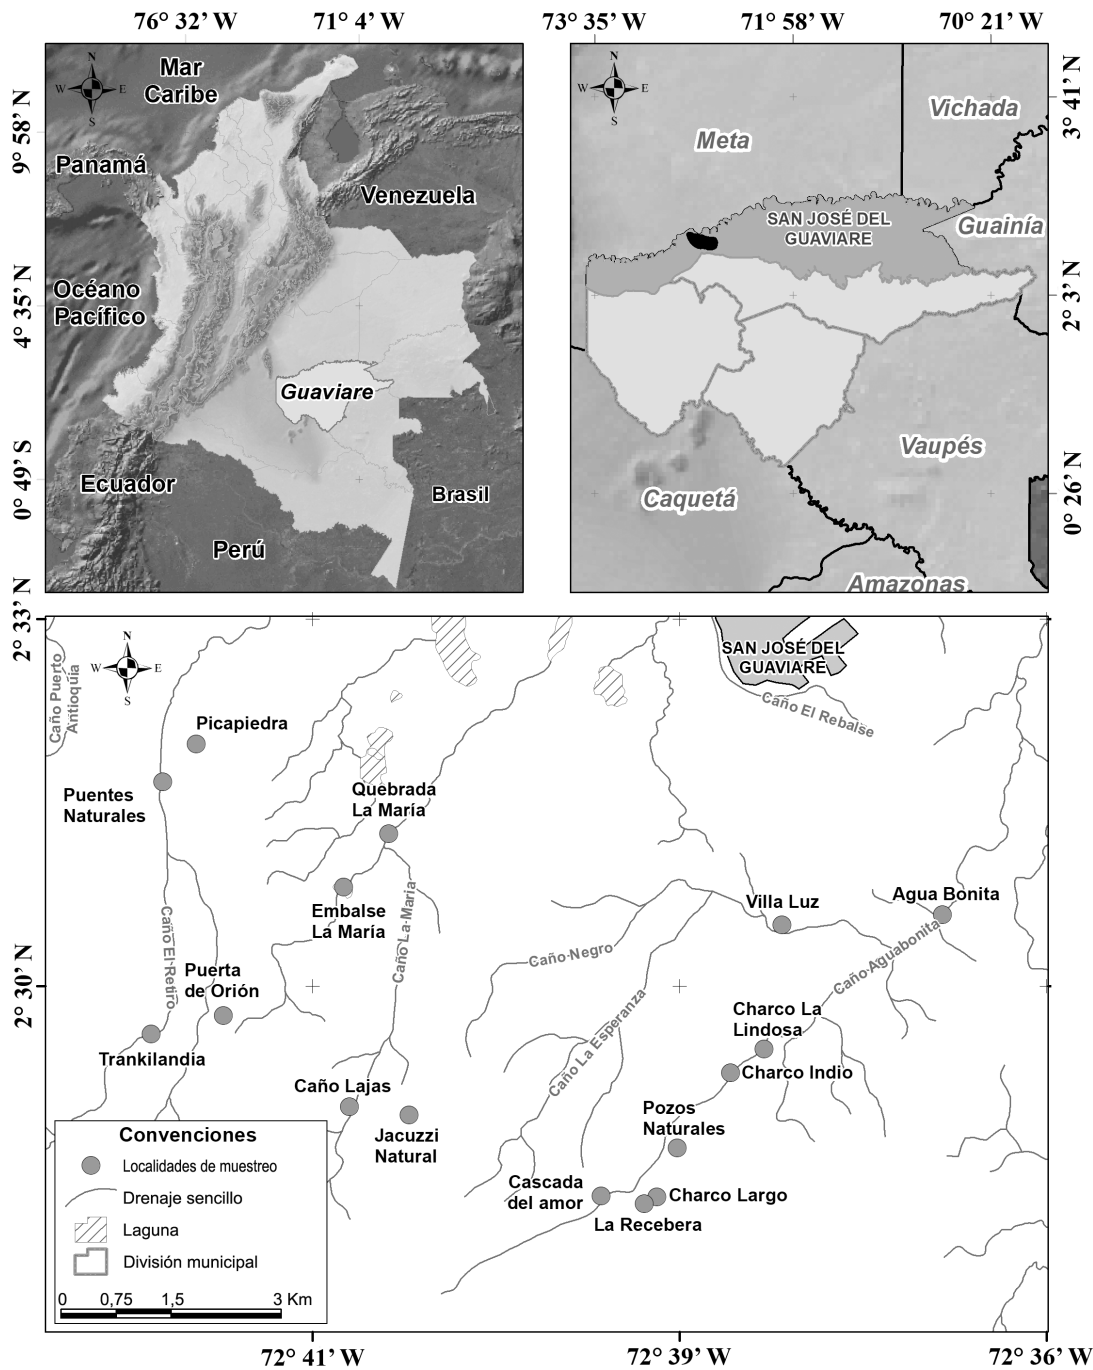 76° 32’ W
71° 4’ W
9° 58’ N
4° 35’ N
0° 49’ S
N
W
E
S
Mar
Caribe
Panamá
Venezuela
Océano
Pacífico
Guaviare
Ecuador
Brasil
Perú
73° 35’ W
71° 58’ W
70° 21’ W
3° 41’ N
2° 3’ N
0° 26’ N
N
W
E
S
Vichada
Meta
SAN JOSÉ DEL
GUAVIARE
Guainía
Vaupés
Caquetá
Amazonas
2° 33’ N
2° 30’ N
N
W
E
S
Caño Puerto
Antioquía
SAN JOSÉ DEL
GUAVIARE
Caño El Rebalse
Picapiedra
Puentes
Naturales
Quebrada
La María
Embalse
La María
Caño La María
Villa Luz
Agua Bonita
Caño El Retiro
Caño Negro
Caño Aguabonita
Puerta
de Orión
Caño La Esperanza
Charco La
Lindosa
Trankilandia
Charco Indio
Caño Lajas
Pozos
Naturales
Jacuzzi
Natural
Cascada
del amor
Charco Largo
La Recebera
Convenciones
Localidades de muestreo
Drenaje sencillo
Laguna
División municipal
0 0,75 1,5 3 Km
72° 41’ W
72° 39’ W
72° 36’ W